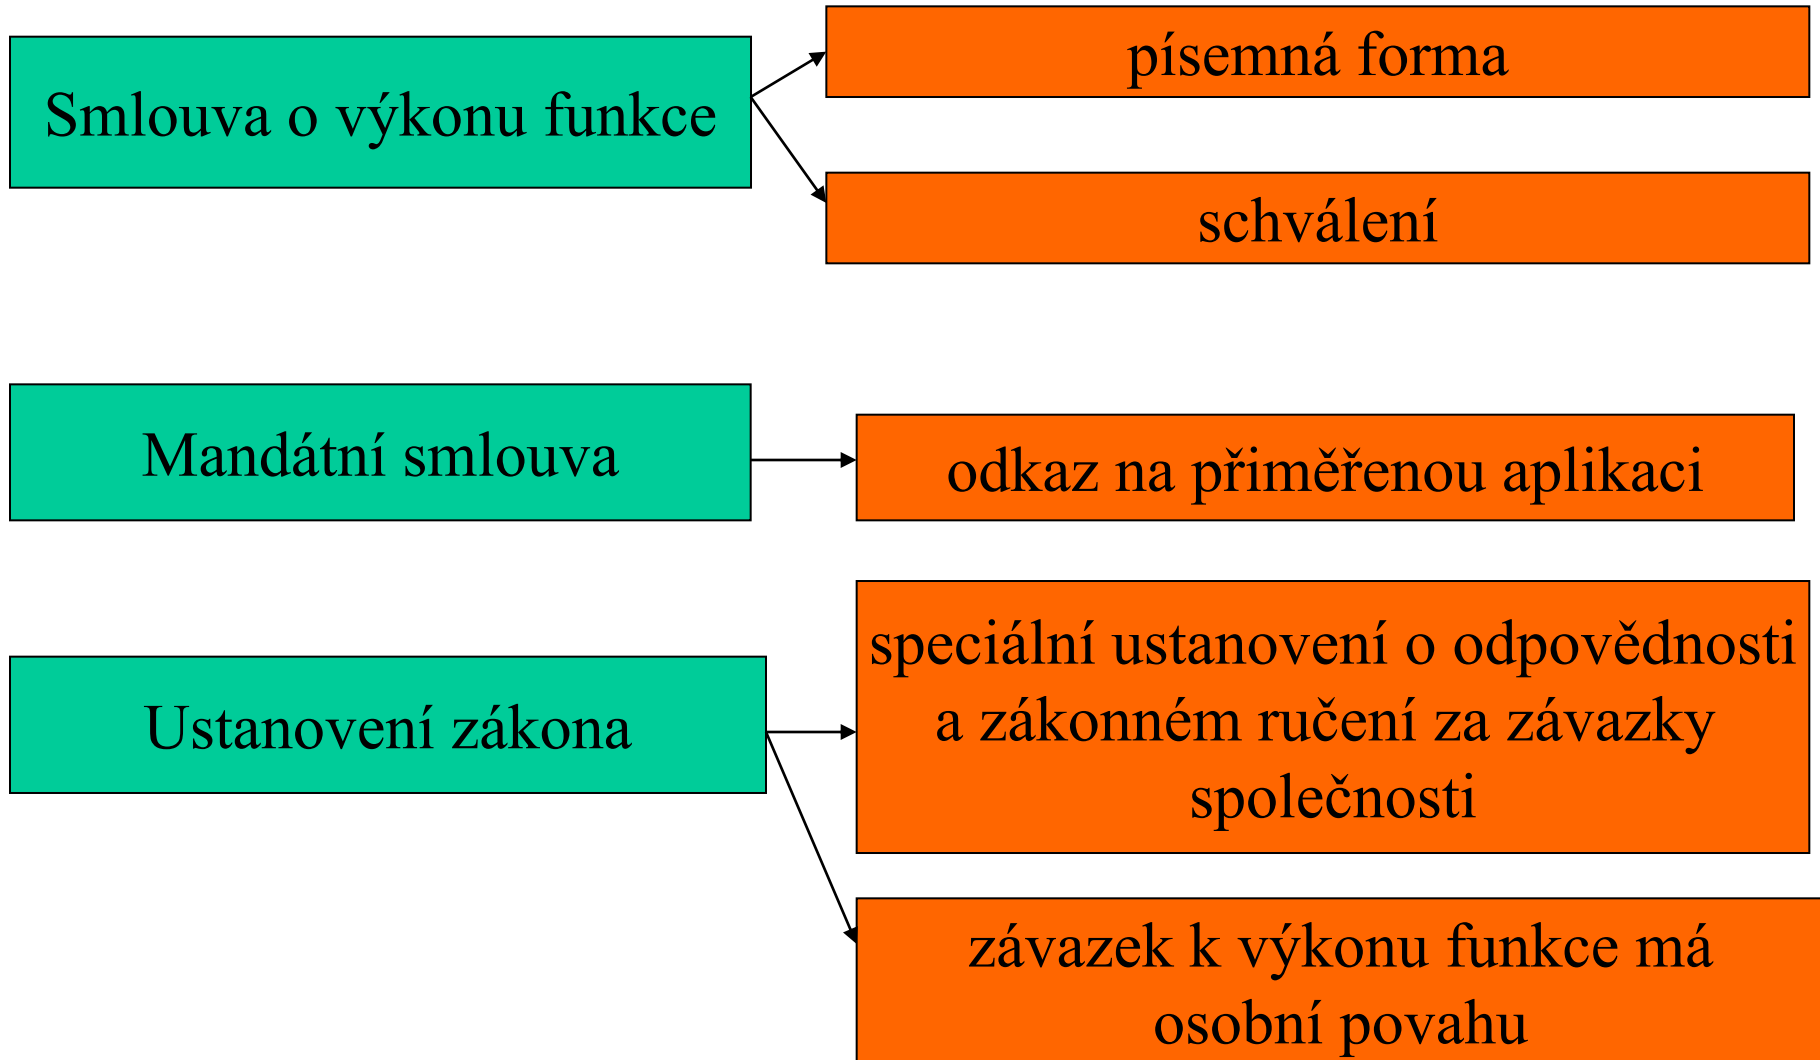 Smlouva o výkonu funkce
písemná forma
schválení
Mandátní smlouva
odkaz na přiměřenou aplikaci
Ustanovení zákona
speciální ustanovení o odpovědnosti
a zákonném ručení za závazky
společnosti
závazek k výkonu funkce má
osobní povahu